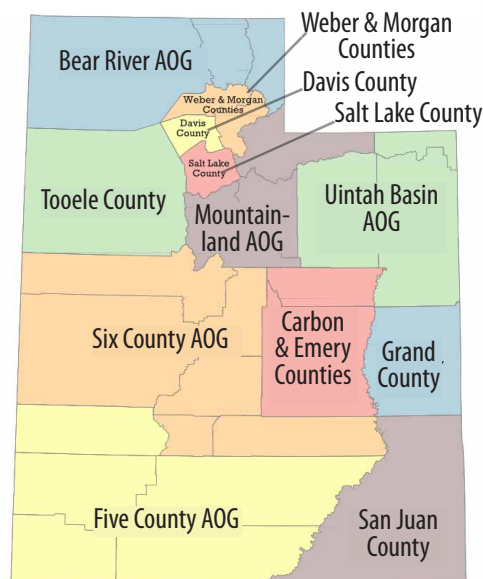 Weber & Morgan
Counties
Bear River AOG
Davis County
Weber & Morgan
Counties
Salt Lake County
Davis
County
Salt Lake
County
Tooele County
Mountain-
land AOG
Uintah Basin
AOG
Six County AOG
Carbon
& Emery
Counties
Grand
County
Five County AOG
San Juan
County